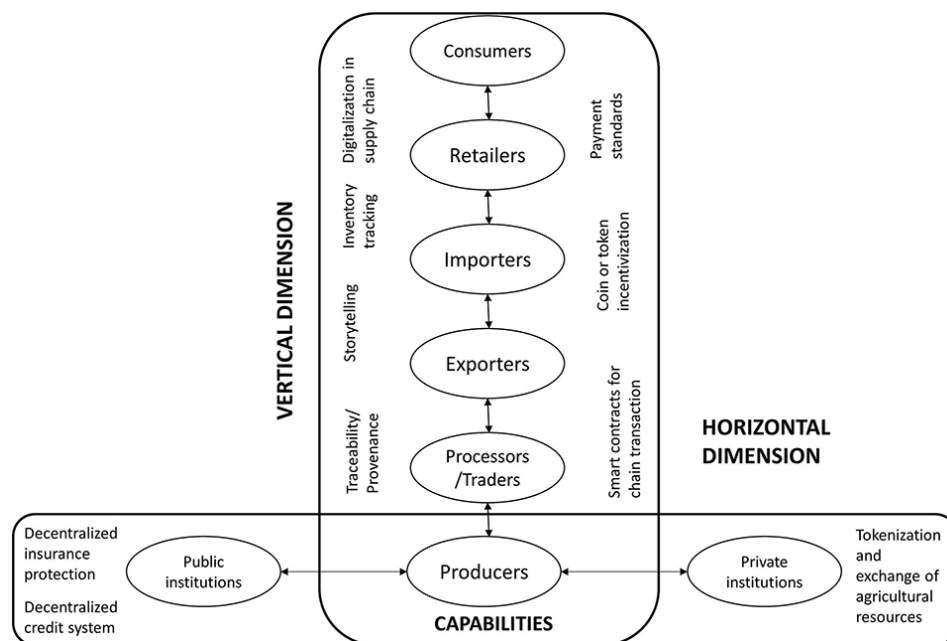 Consumers
Digitalization in
supply chain
Payment
standards
Retailers
Inventory
tracking
VERTICAL DIMENSION
Importers
Coin or token
incentivization
Storytelling
Exporters
Traceability/
Provenance
Smart contracts for
chain transaction
HORIZONTAL
DIMENSION
Processors
/Traders
Decentralized
insurance
protection
Decentralized
credit system
Public
institutions
Producers
Private
institutions
Tokenization
and
exchange of
agricultural
resources
CAPABILITIES